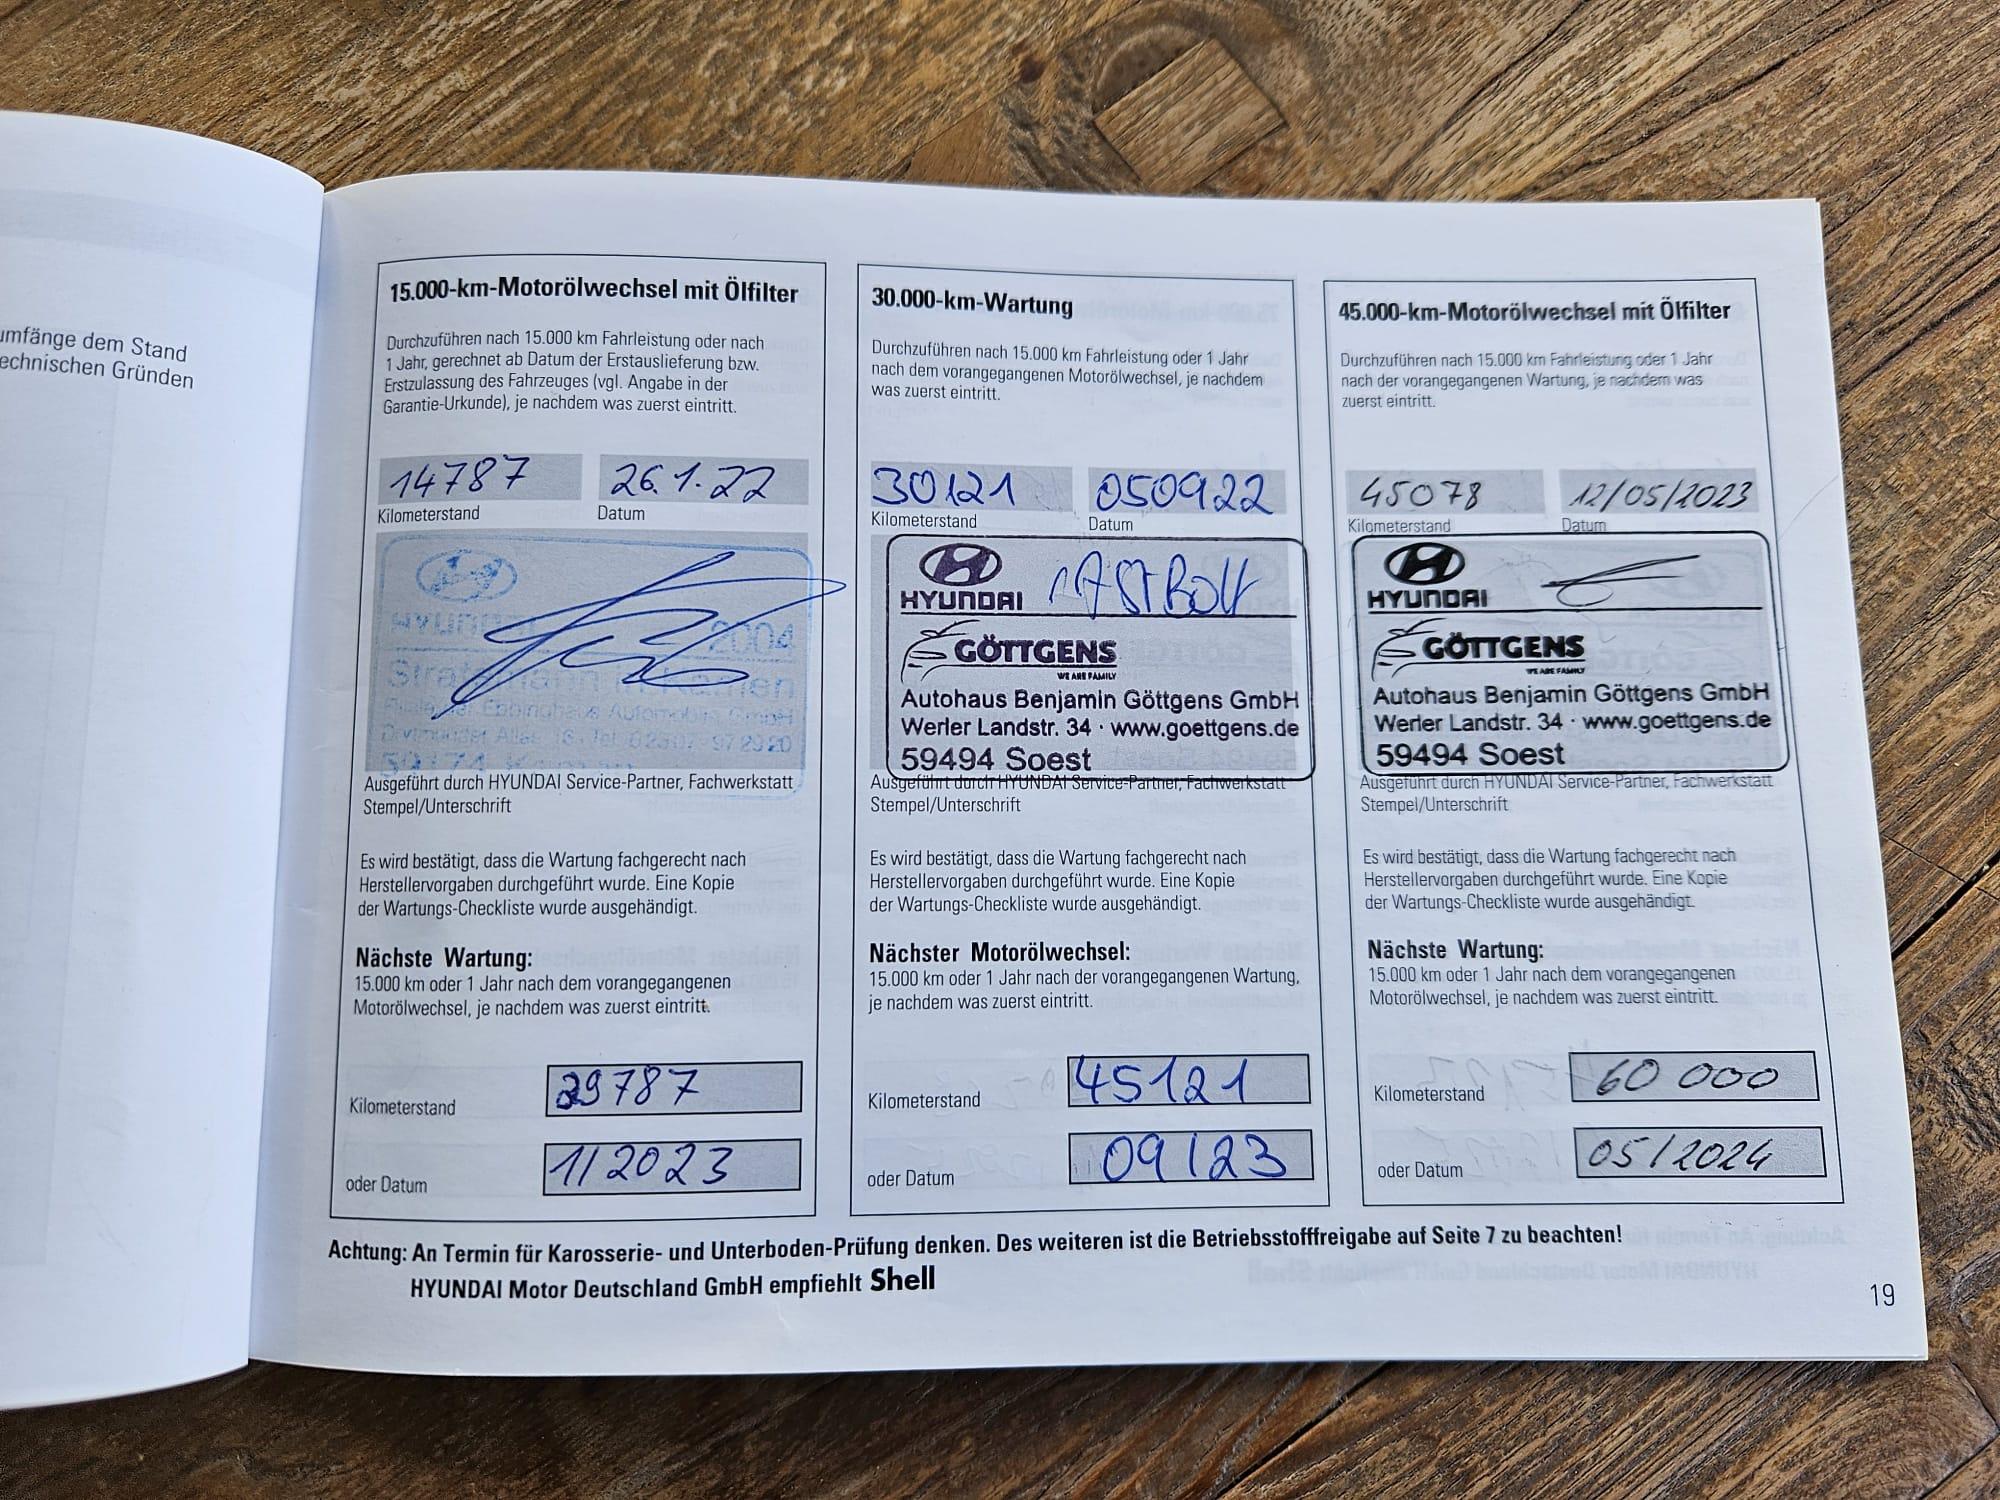 umfänge dem Stand
echnischen Gründen
15.000-km-Motorölwechsel mit Ölfilter
Durchzuführen nach 15.000 km Fahrleistung oder nach
1 Jahr, gerechnet ab Datum der Erstauslieferung bzw.
Erstzulassung des Fahrzeuges (vgl. Angabe in der
Garantie-Urkunde), je nachdem was zuerst eintritt.
14787 26.1.22
Kilometerstand Datum
HYUNDAI 2004
Stratmann in Kamen
Filiale der Ebbinghaus Automobile GmbH
59174 Kamen
Ausgeführt durch HYUNDAI Service-Partner, Fachwerkstatt
Stempel/Unterschrift
Es wird bestätigt, dass die Wartung fachgerecht nach
Herstellervorgaben durchgeführt wurde. Eine Kopie
der Wartungs-Checkliste wurde ausgehändigt.
Nächste Wartung:
15.000 km oder 1 Jahr nach dem vorangegangenen
Motorölwechsel, je nachdem was zuerst eintritt.
Kilometerstand 29787
oder Datum 1/2023
30.000-km-Wartung
Durchzuführen nach 15.000 km Fahrleistung oder 1 Jahr
nach dem vorangegangenen Motorölwechsel, je nachdem
was zuerst eintritt.
30121 050922
Kilometerstand Datum
HYUNDAI
GÖTTGENS
WE ARE FAMILY
Autohaus Benjamin Göttgens GmbH
Werler Landstr. 34 · www.goettgens.de
59494 Soest
Ausgeführt durch HYUNDAI Service-Partner, Fachwerkstatt
Stempel/Unterschrift
Es wird bestätigt, dass die Wartung fachgerecht nach
Herstellervorgaben durchgeführt wurde. Eine Kopie
der Wartungs-Checkliste wurde ausgehändigt.
Nächster Motorölwechsel:
15.000 km oder 1 Jahr nach der vorangegangenen Wartung,
je nachdem was zuerst eintritt.
Kilometerstand 45121
oder Datum 09/23
45.000-km-Motorölwechsel mit Ölfilter
Durchzuführen nach 15.000 km Fahrleistung oder 1 Jahr
nach der vorangegangenen Wartung, je nachdem was
zuerst eintritt.
45078 12/05/2023
Kilometerstand Datum
HYUNDAI
GÖTTGENS
WE ARE FAMILY
Autohaus Benjamin Göttgens GmbH
Werler Landstr. 34 · www.goettgens.de
59494 Soest
Ausgeführt durch HYUNDAI Service-Partner, Fachwerkstatt
Stempel/Unterschrift
Es wird bestätigt, dass die Wartung fachgerecht nach
Herstellervorgaben durchgeführt wurde. Eine Kopie
der Wartungs-Checkliste wurde ausgehändigt.
Nächste Wartung:
15.000 km oder 1 Jahr nach dem vorangegangenen
Motorölwechsel, je nachdem was zuerst eintritt.
Kilometerstand 60 000
oder Datum 05/2024
Achtung: An Termin für Karosserie- und Unterboden-Prüfung denken. Des weiteren ist die Betriebsstofffreigabe auf Seite 7 zu beachten!
HYUNDAI Motor Deutschland GmbH empfiehlt Shell
19